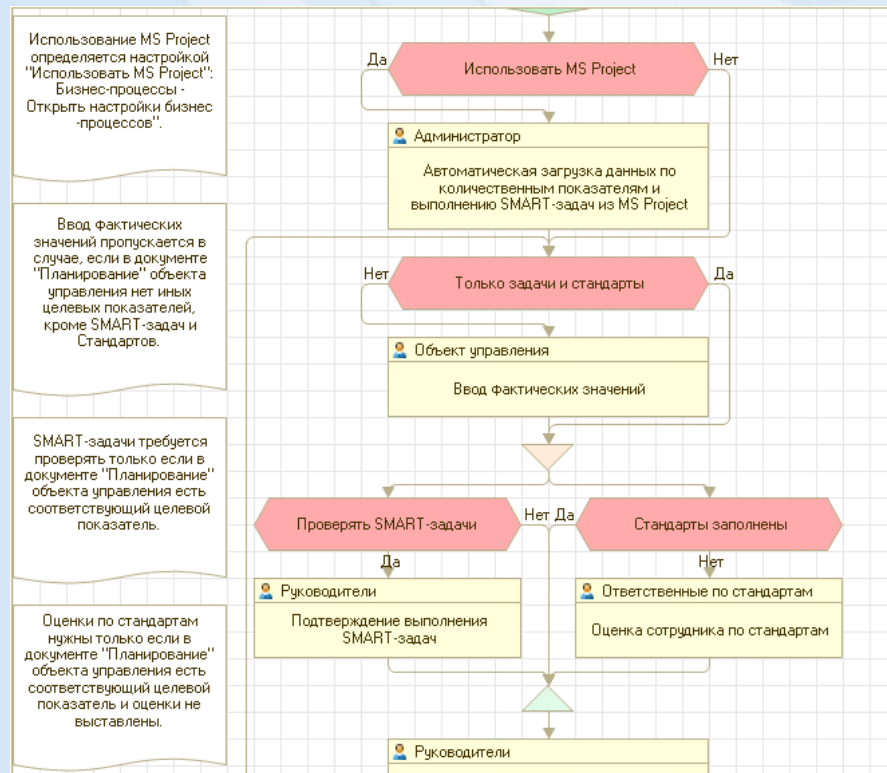 Использование MS Project
определяется настройкой
"Использовать MS Project":
Бизнес-процессы -
Открыть настройки бизнес
-процессов".
Да
Использовать MS Project
Нет
Администратор
Автоматическая загрузка данных по
количественным показателям и
выполнению SMART-задач из MS Project
Ввод фактических
значений пропускается в
случае, если в документе
"Планирование" объекта
управления нет иных
целевых показателей,
кроме SMART-задач и
Стандартов.
Нет
Только задачи и стандарты
Да
Объект управления
Ввод фактических значений
SMART-задачи требуется
проверять только если в
документе "Планирование"
объекта управления есть
соответствующий целевой
показатель.
Проверять SMART-задачи
Нет
Да
Стандарты заполнены
Да
Нет
Руководители
Подтверждение выполнения
SMART-задач
Ответственные по стандартам
Оценка сотрудника по стандартам
Оценки по стандартам
нужны только если в
документе "Планирование"
объекта управления есть
соответствующий целевой
показатель и оценки не
выставлены.
Руководители